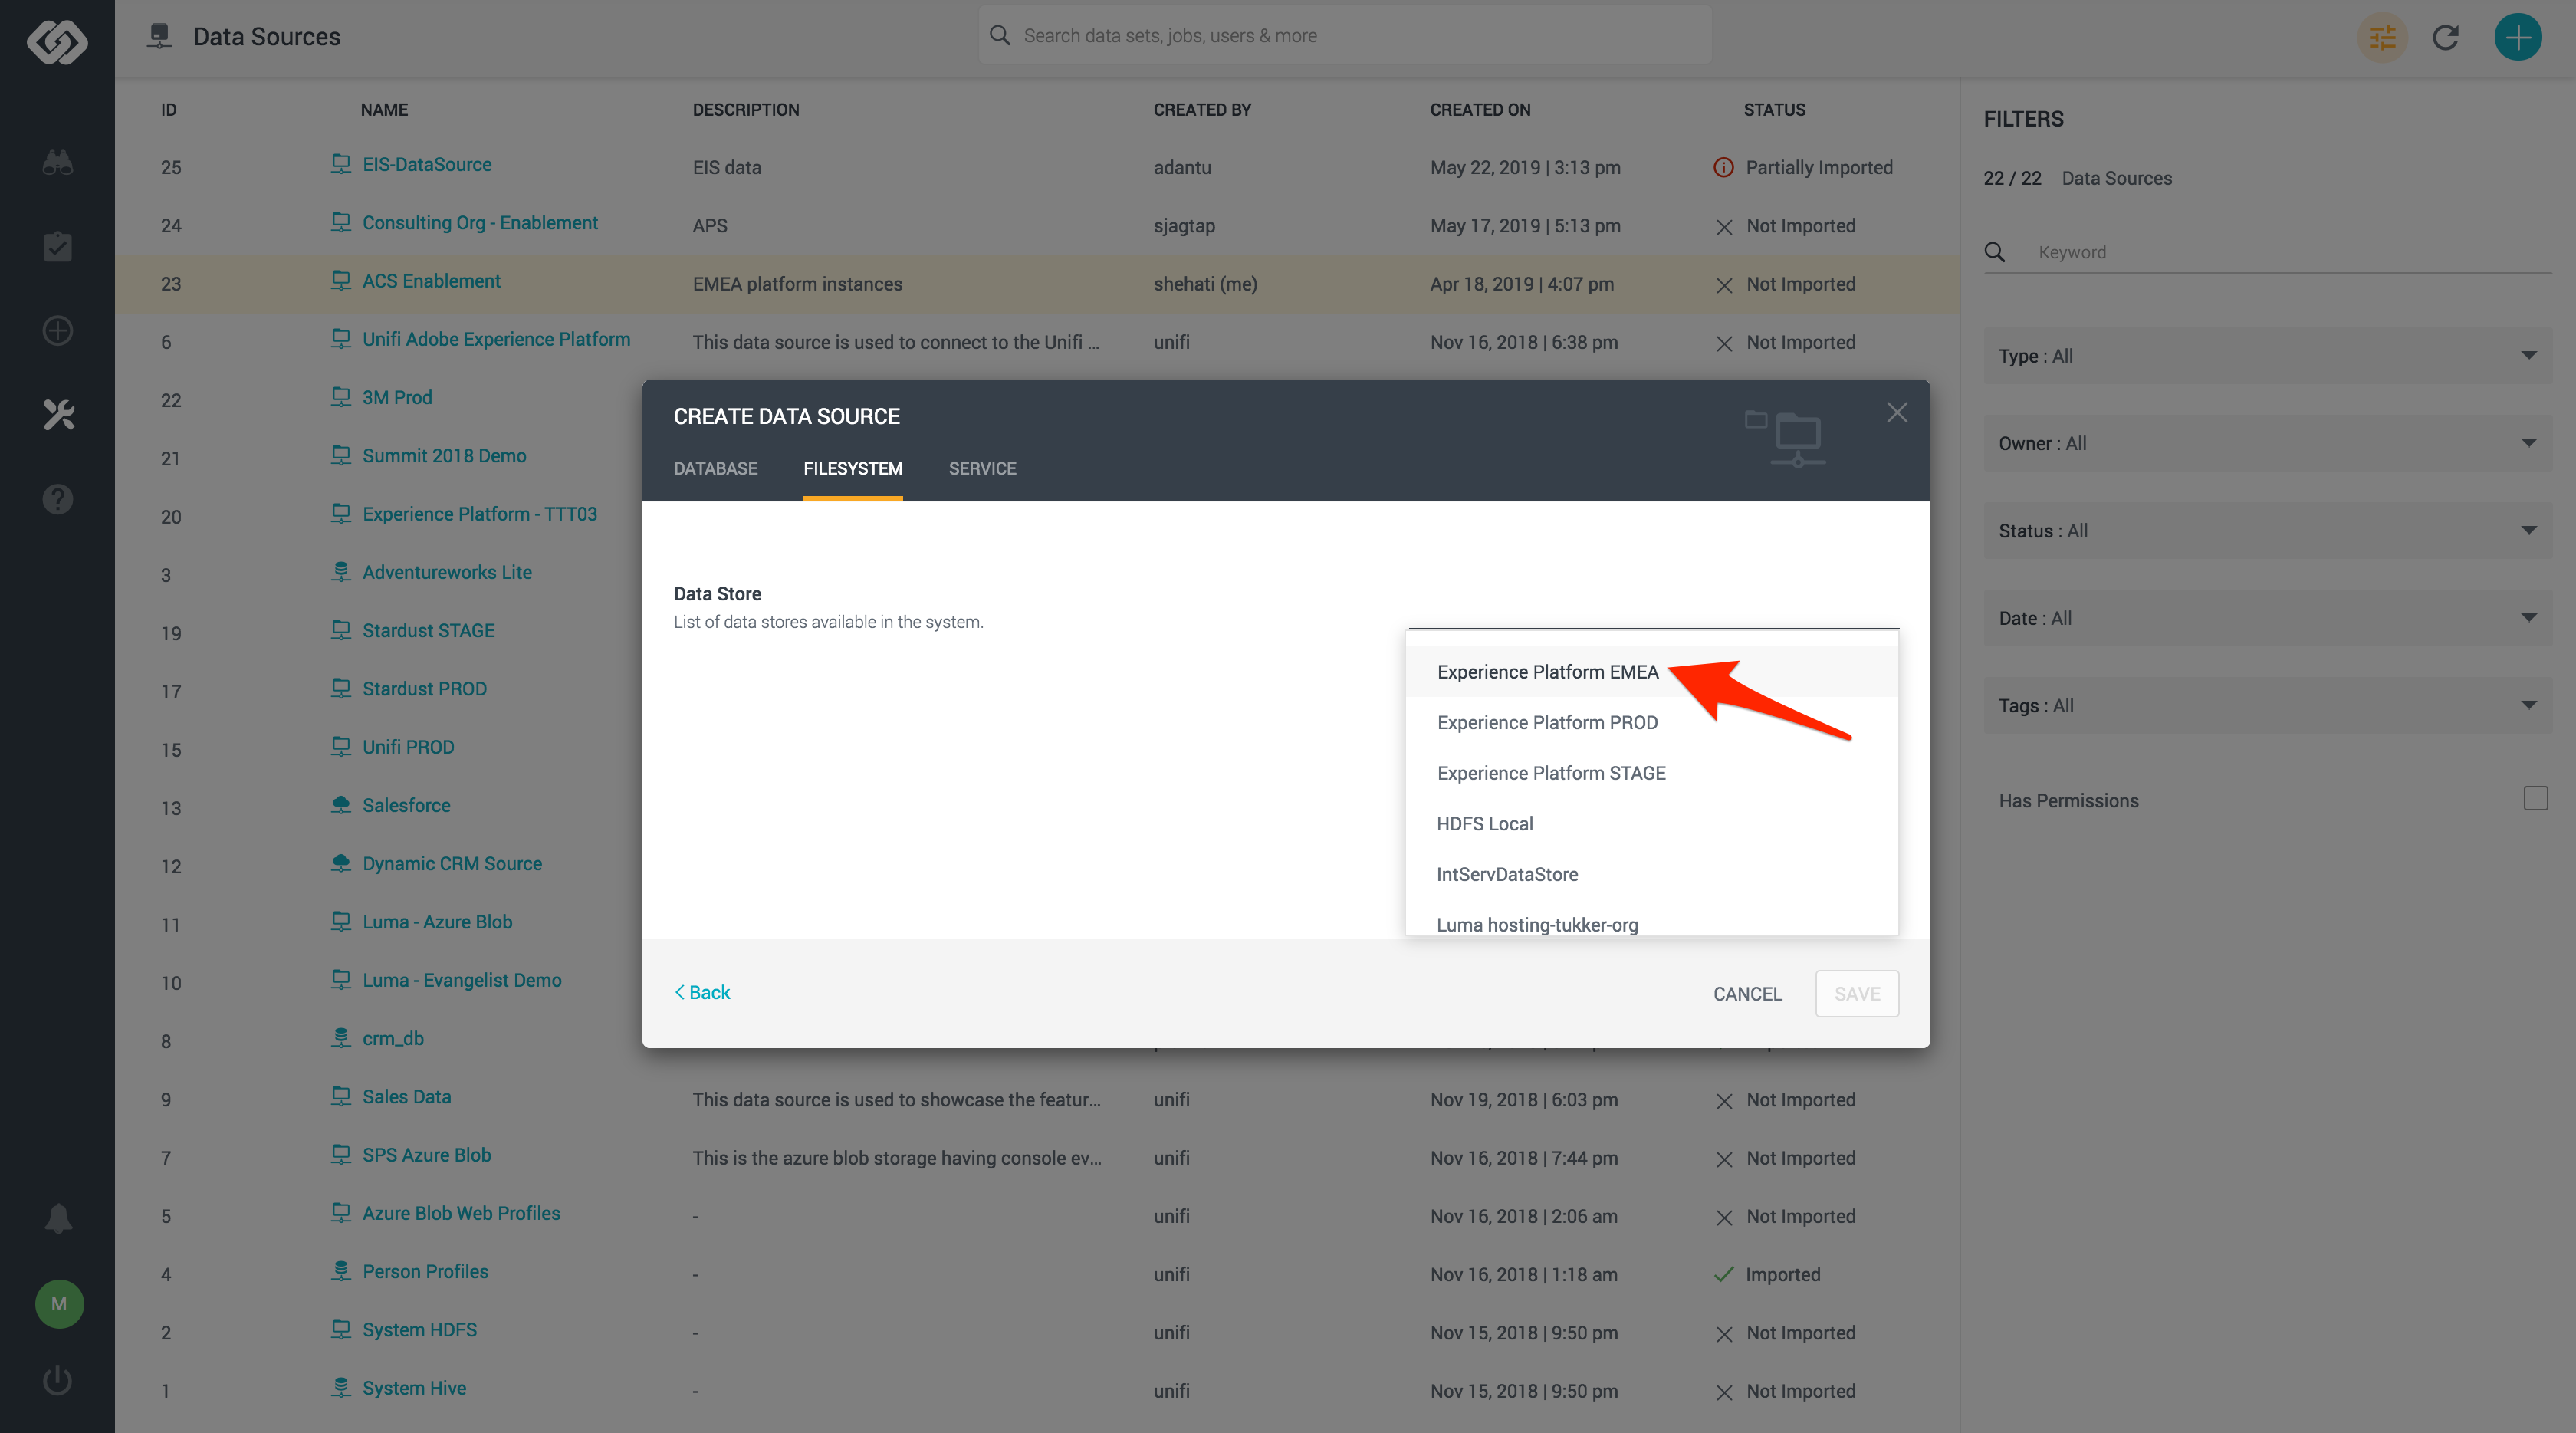 Data Sources
Search data sets, jobs, users & more
ID NAME DESCRIPTION CREATED BY CREATED ON STATUS
25 EIS-DataSource EIS data adantu May 22, 2019 | 3:13 pm Partially Imported
24 Consulting Org - Enablement APS sjagtap May 17, 2019 | 5:13 pm Not Imported
23 ACS Enablement EMEA platform instances shehati (me) Apr 18, 2019 | 4:07 pm Not Imported
6 Unifi Adobe Experience Platform This data source is used to connect to the Unifi ... unifi Nov 16, 2018 | 6:38 pm Not Imported
22 3M Prod
21 Summit 2018 Demo
20 Experience Platform - TTT03
3 Adventureworks Lite
19 Stardust STAGE
17 Stardust PROD
15 Unifi PROD
13 Salesforce
12 Dynamic CRM Source
11 Luma - Azure Blob
10 Luma - Evangelist Demo
8 crm_db
9 Sales Data This data source is used to showcase the featur... unifi Nov 19, 2018 | 6:03 pm Not Imported
7 SPS Azure Blob This is the azure blob storage having console ev... unifi Nov 16, 2018 | 7:44 pm Not Imported
5 Azure Blob Web Profiles - unifi Nov 16, 2018 | 2:06 am Not Imported
4 Person Profiles - unifi Nov 16, 2018 | 1:18 am Imported
2 System HDFS - unifi Nov 15, 2018 | 9:50 pm Not Imported
1 System Hive - unifi Nov 15, 2018 | 9:50 pm Not Imported
CREATE DATA SOURCE
DATABASE FILESYSTEM SERVICE
Data Store
List of data stores available in the system.
Experience Platform EMEA
Experience Platform PROD
Experience Platform STAGE
HDFS Local
IntServDataStore
Luma hosting-tukker-org
Back
CANCEL SAVE
FILTERS
22 / 22 Data Sources
Keyword
Type : All
Owner : All
Status : All
Date : All
Tags : All
Has Permissions
M